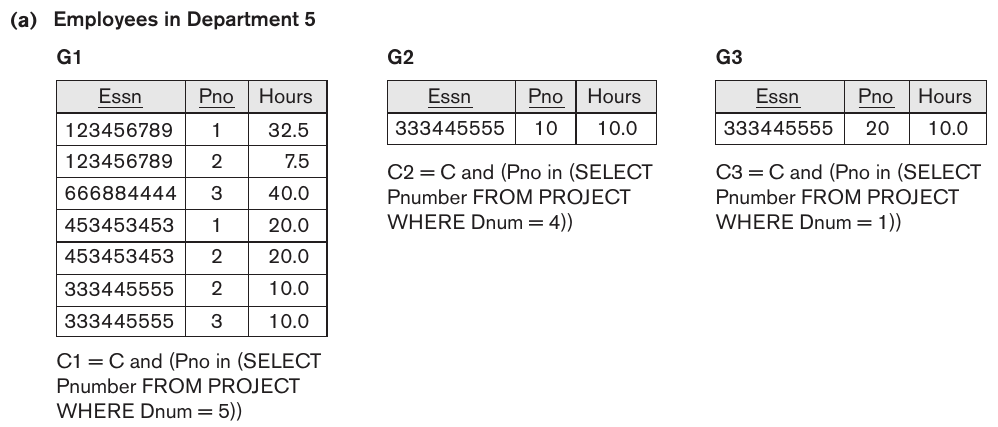 (a) Employees in Department 5
G1
Essn Pno Hours
123456789 1 32.5
123456789 2 7.5
666884444 3 40.0
453453453 1 20.0
453453453 2 20.0
333445555 2 10.0
333445555 3 10.0
C1 = C and (Pno in (SELECT
Pnumber FROM PROJECT
WHERE Dnum = 5))
G2
Essn Pno Hours
333445555 10 10.0
C2 = C and (Pno in (SELECT
Pnumber FROM PROJECT
WHERE Dnum = 4))
G3
Essn Pno Hours
333445555 20 10.0
C3 = C and (Pno in (SELECT
Pnumber FROM PROJECT
WHERE Dnum = 1))